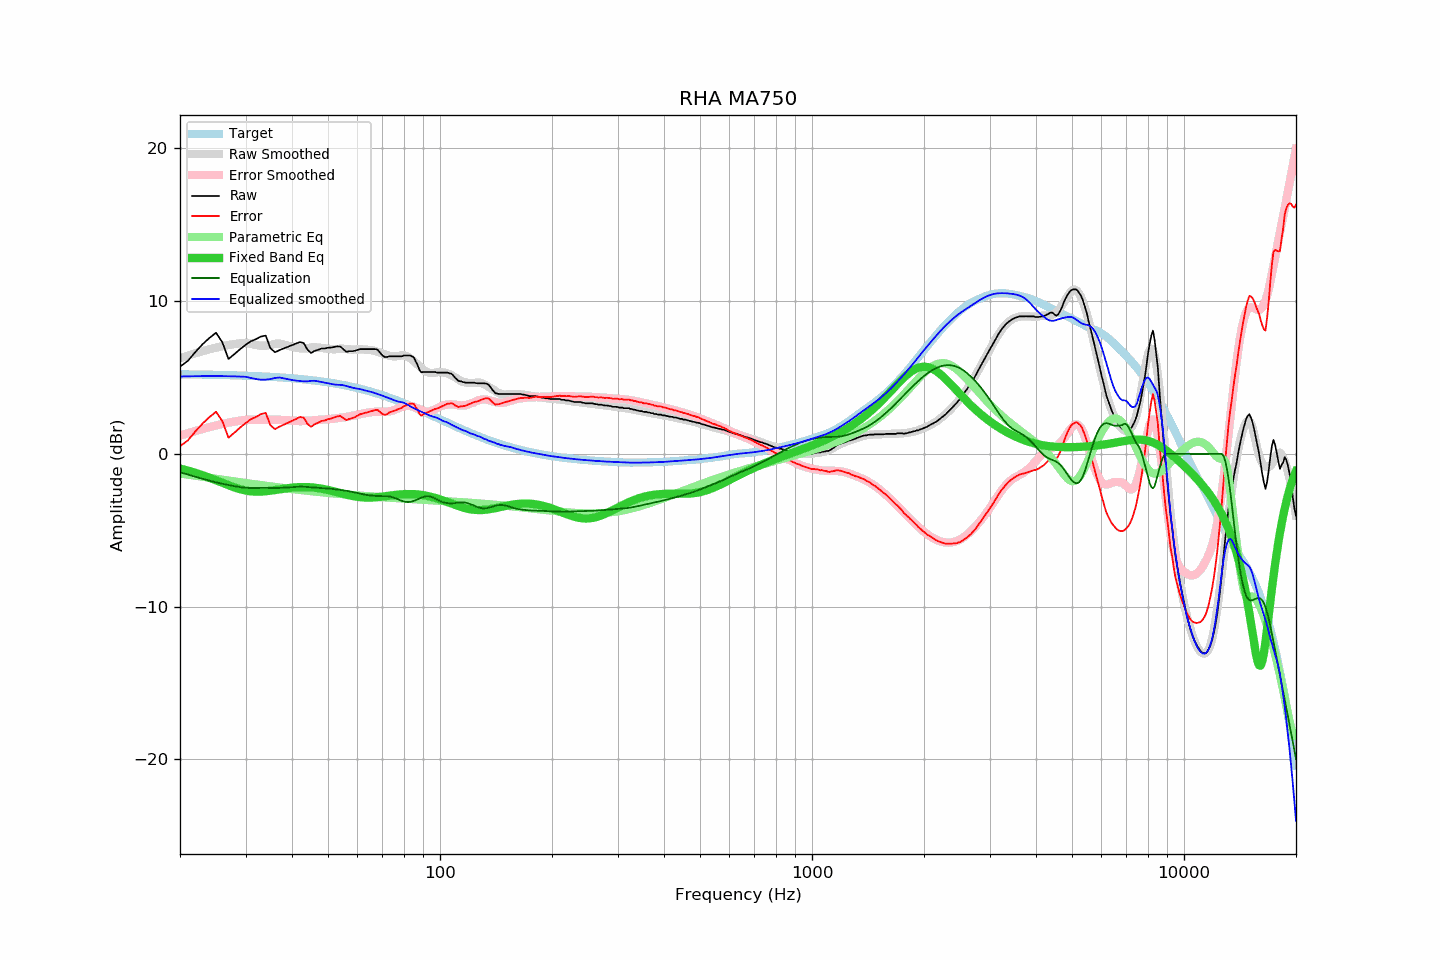 RHA MA750
Target
Raw Smoothed
Error Smoothed
Raw
Error
Parametric Eq
Fixed Band Eq
Equalization
Equalized smoothed
20
10
0
−10
−20
Amplitude (dBr)
100
1000
10000
Frequency (Hz)